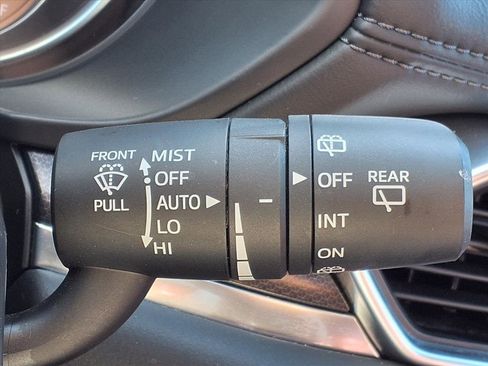 FRONT
PULL
MIST
OFF
AUTO
LO
HI
OFF
INT
ON
REAR